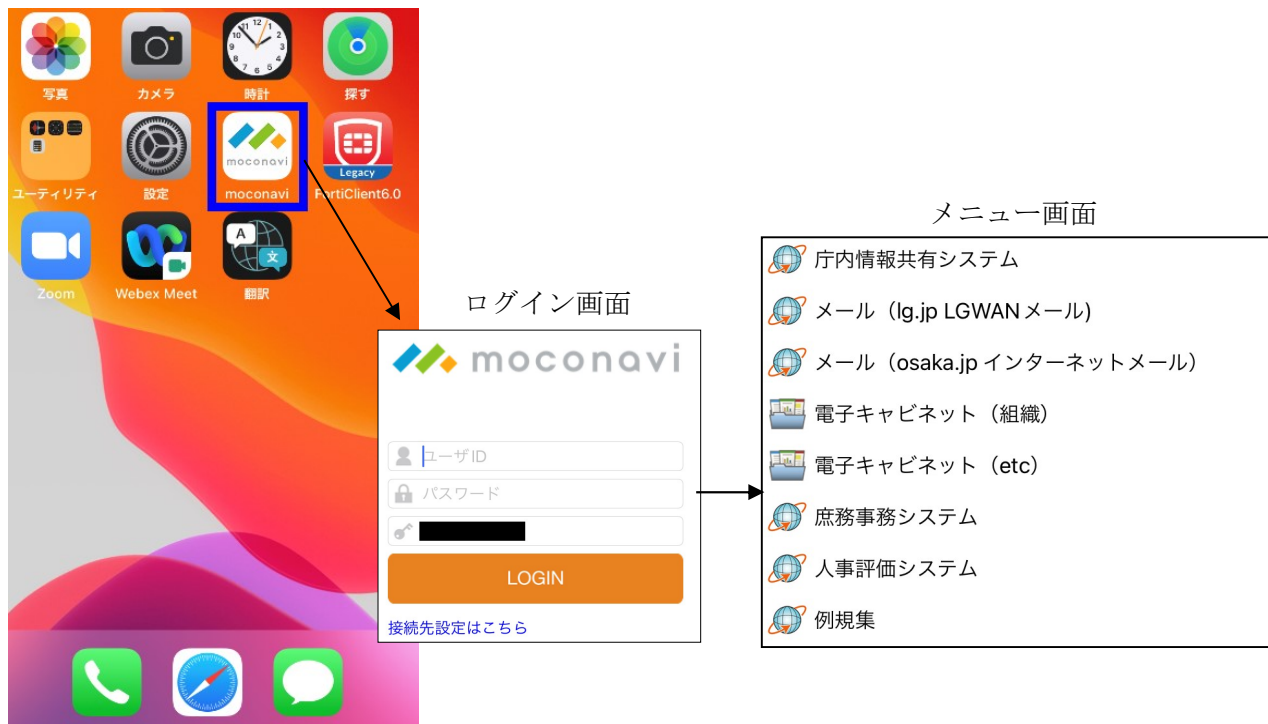 写真 カメラ 時計 探す
ユーティリティ 設定 moconavi FortiClient6.0
moconavi
Legacy
Zoom Webex Meet 翻訳
A 文
ログイン画面
moconavi
ユーザID
パスワード
LOGIN
接続先設定はこちら
メニュー画面
庁内情報共有システム
メール（lg.jp LGWANメール)
メール（osaka.jp インターネットメール）
電子キャビネット（組織）
電子キャビネット（etc）
庶務事務システム
人事評価システム
例規集